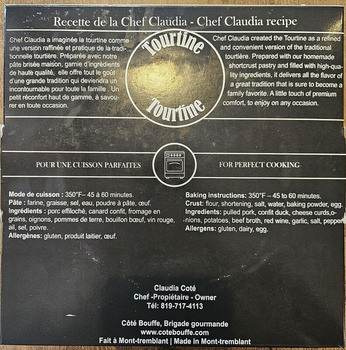 Recette de la Chef Claudia - Chef Claudia recipe
Chef Claudia a imaginée la tourtine comme
une version raffinée et pratique de la tradi-
tionnelle tourtière. Préparée avec notre
pâte brisée maison, garnie d'ingrédients
de haute qualité, elle offre tout le goût
d'une grande tradition qui deviendra un
incontournable pour toute la famille. Un
petit réconfort haut de gamme, à savou-
rer en toute occasion.
Tourtine
Tourtine
Chef Claudia created the Tourtine as a refined
and convenient version of the traditional
tourtière. Prepared with our homemade
shortcrust pastry and filled with high-qual-
ity ingredients, it delivers all the flavor of
a great tradition that is sure to become a
family favorite. A little touch of premium
comfort, to enjoy on any occasion.
POUR UNE CUISSON PARFAITES
FOR PERFECT COOKING
Mode de cuisson : 350°F– 45 à 60 minutes.
Pâte : farine, graisse, sel, eau, poudre à pâte, œuf.
Ingrédients : porc effiloché, canard confit, fromage en
grains, oignons, pommes de terre, bouillon bœuf, vin rouge,
ail, sel, poivre.
Allergènes: gluten, produit laitier, œuf.
Baking instructions: 350°F – 45 to 60 minutes.
Crust: flour, shortening, salt, water, baking powder, egg.
Ingredients: pulled pork, confit duck, cheese curds,o-
nions, potatoes, beef broth, red wine, garlic, salt, pepper
Allergens: gluten, dairy, egg.
Claudia Coté
Chef -Propiétaire - Owner
Tél: 819-717-4113
Côté Bouffe, Brigade gourmande
www.cotebouffe.com
Fait à Mont-tremblant | Made in Mont-tremblant